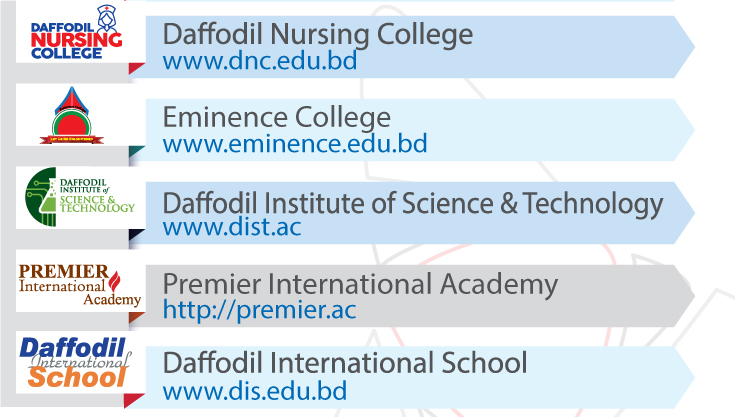 DAFFODIL
NURSING
COLLEGE
Daffodil Nursing College
www.dnc.edu.bd
Eminence College
www.eminence.edu.bd
DAFFODIL
INSTITUTE of
SCIENCE &
TECHNOLOGY
Daffodil Institute of Science & Technology
www.dist.ac
PREMIER
International
Academy
Premier International Academy
http://premier.ac
Daffodil
International
School
Daffodil International School
www.dis.edu.bd